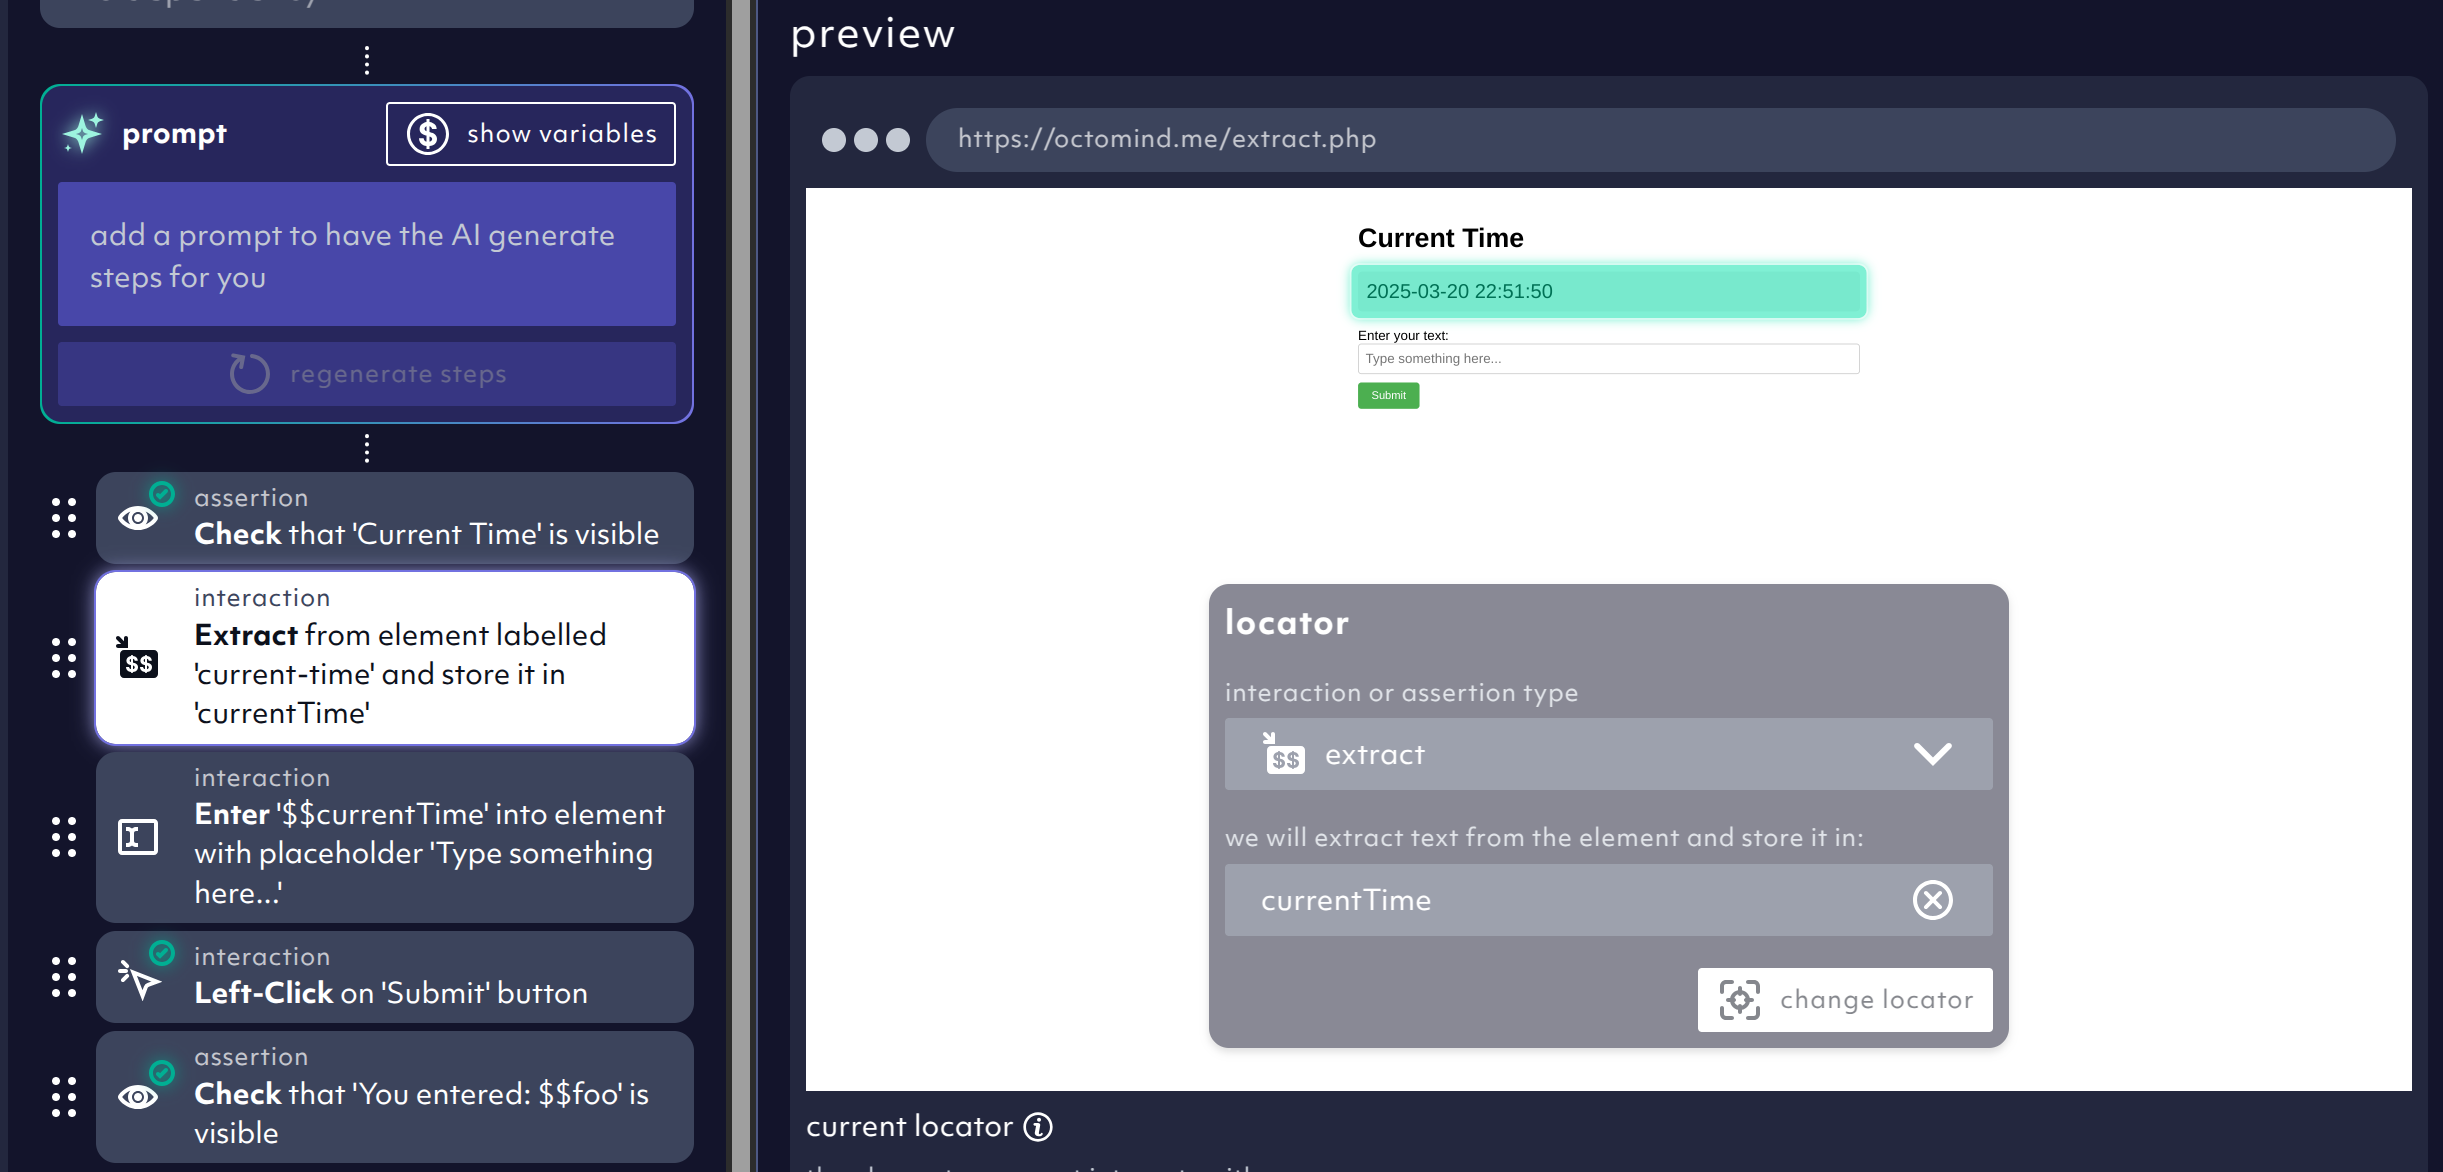 prompt
show variables
add a prompt to have the AI generate
steps for you
regenerate steps
assertion
Check that 'Current Time' is visible
interaction
Extract from element labelled
'current-time' and store it in
'currentTime'
interaction
Enter '$$currentTime' into element
with placeholder 'Type something
here...'
interaction
Left-Click on 'Submit' button
assertion
Check that 'You entered: $$foo' is
visible
preview
https://octomind.me/extract.php
Current Time
2025-03-20 22:51:50
Enter your text:
Type something here...
Submit
locator
interaction or assertion type
extract
we will extract text from the element and store it in:
currentTime
change locator
current locator